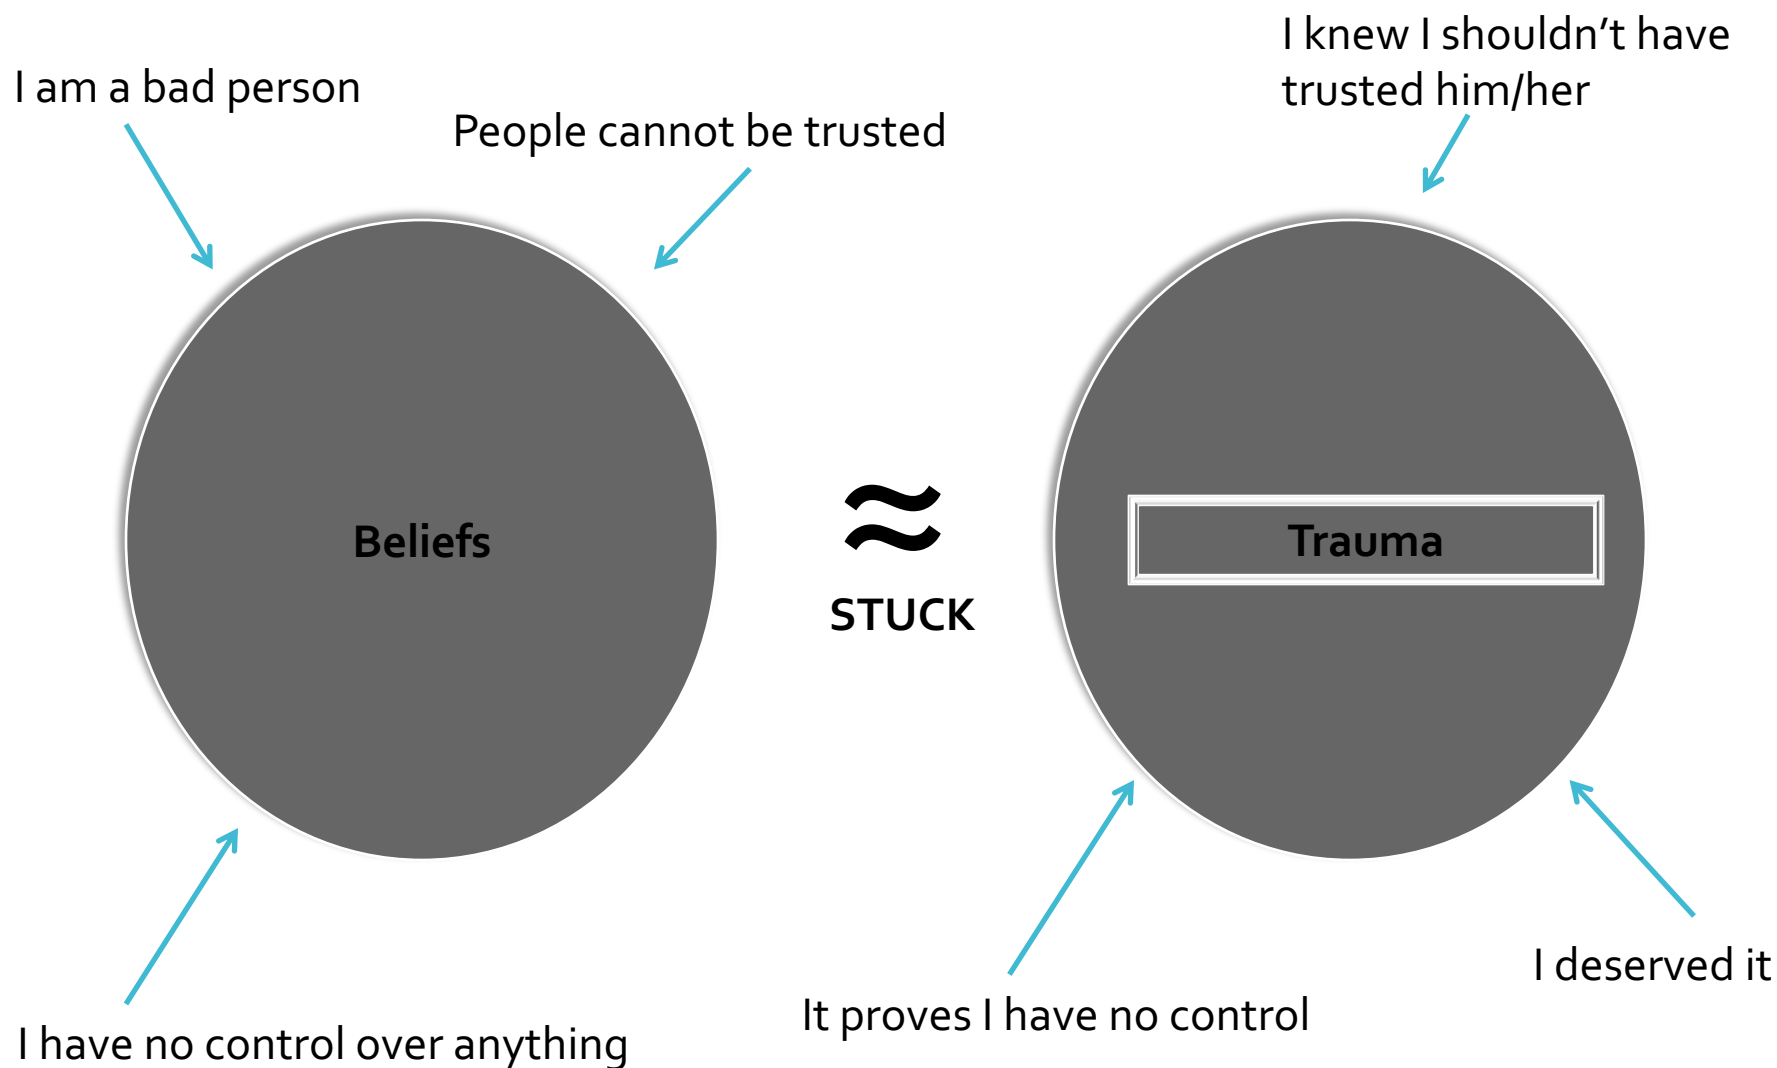 I knew I shouldn’t have
trusted him/her
I am a bad person
People cannot be trusted
≈
Beliefs
Trauma
STUCK
I deserved it
It proves I have no control
I have no control over anything